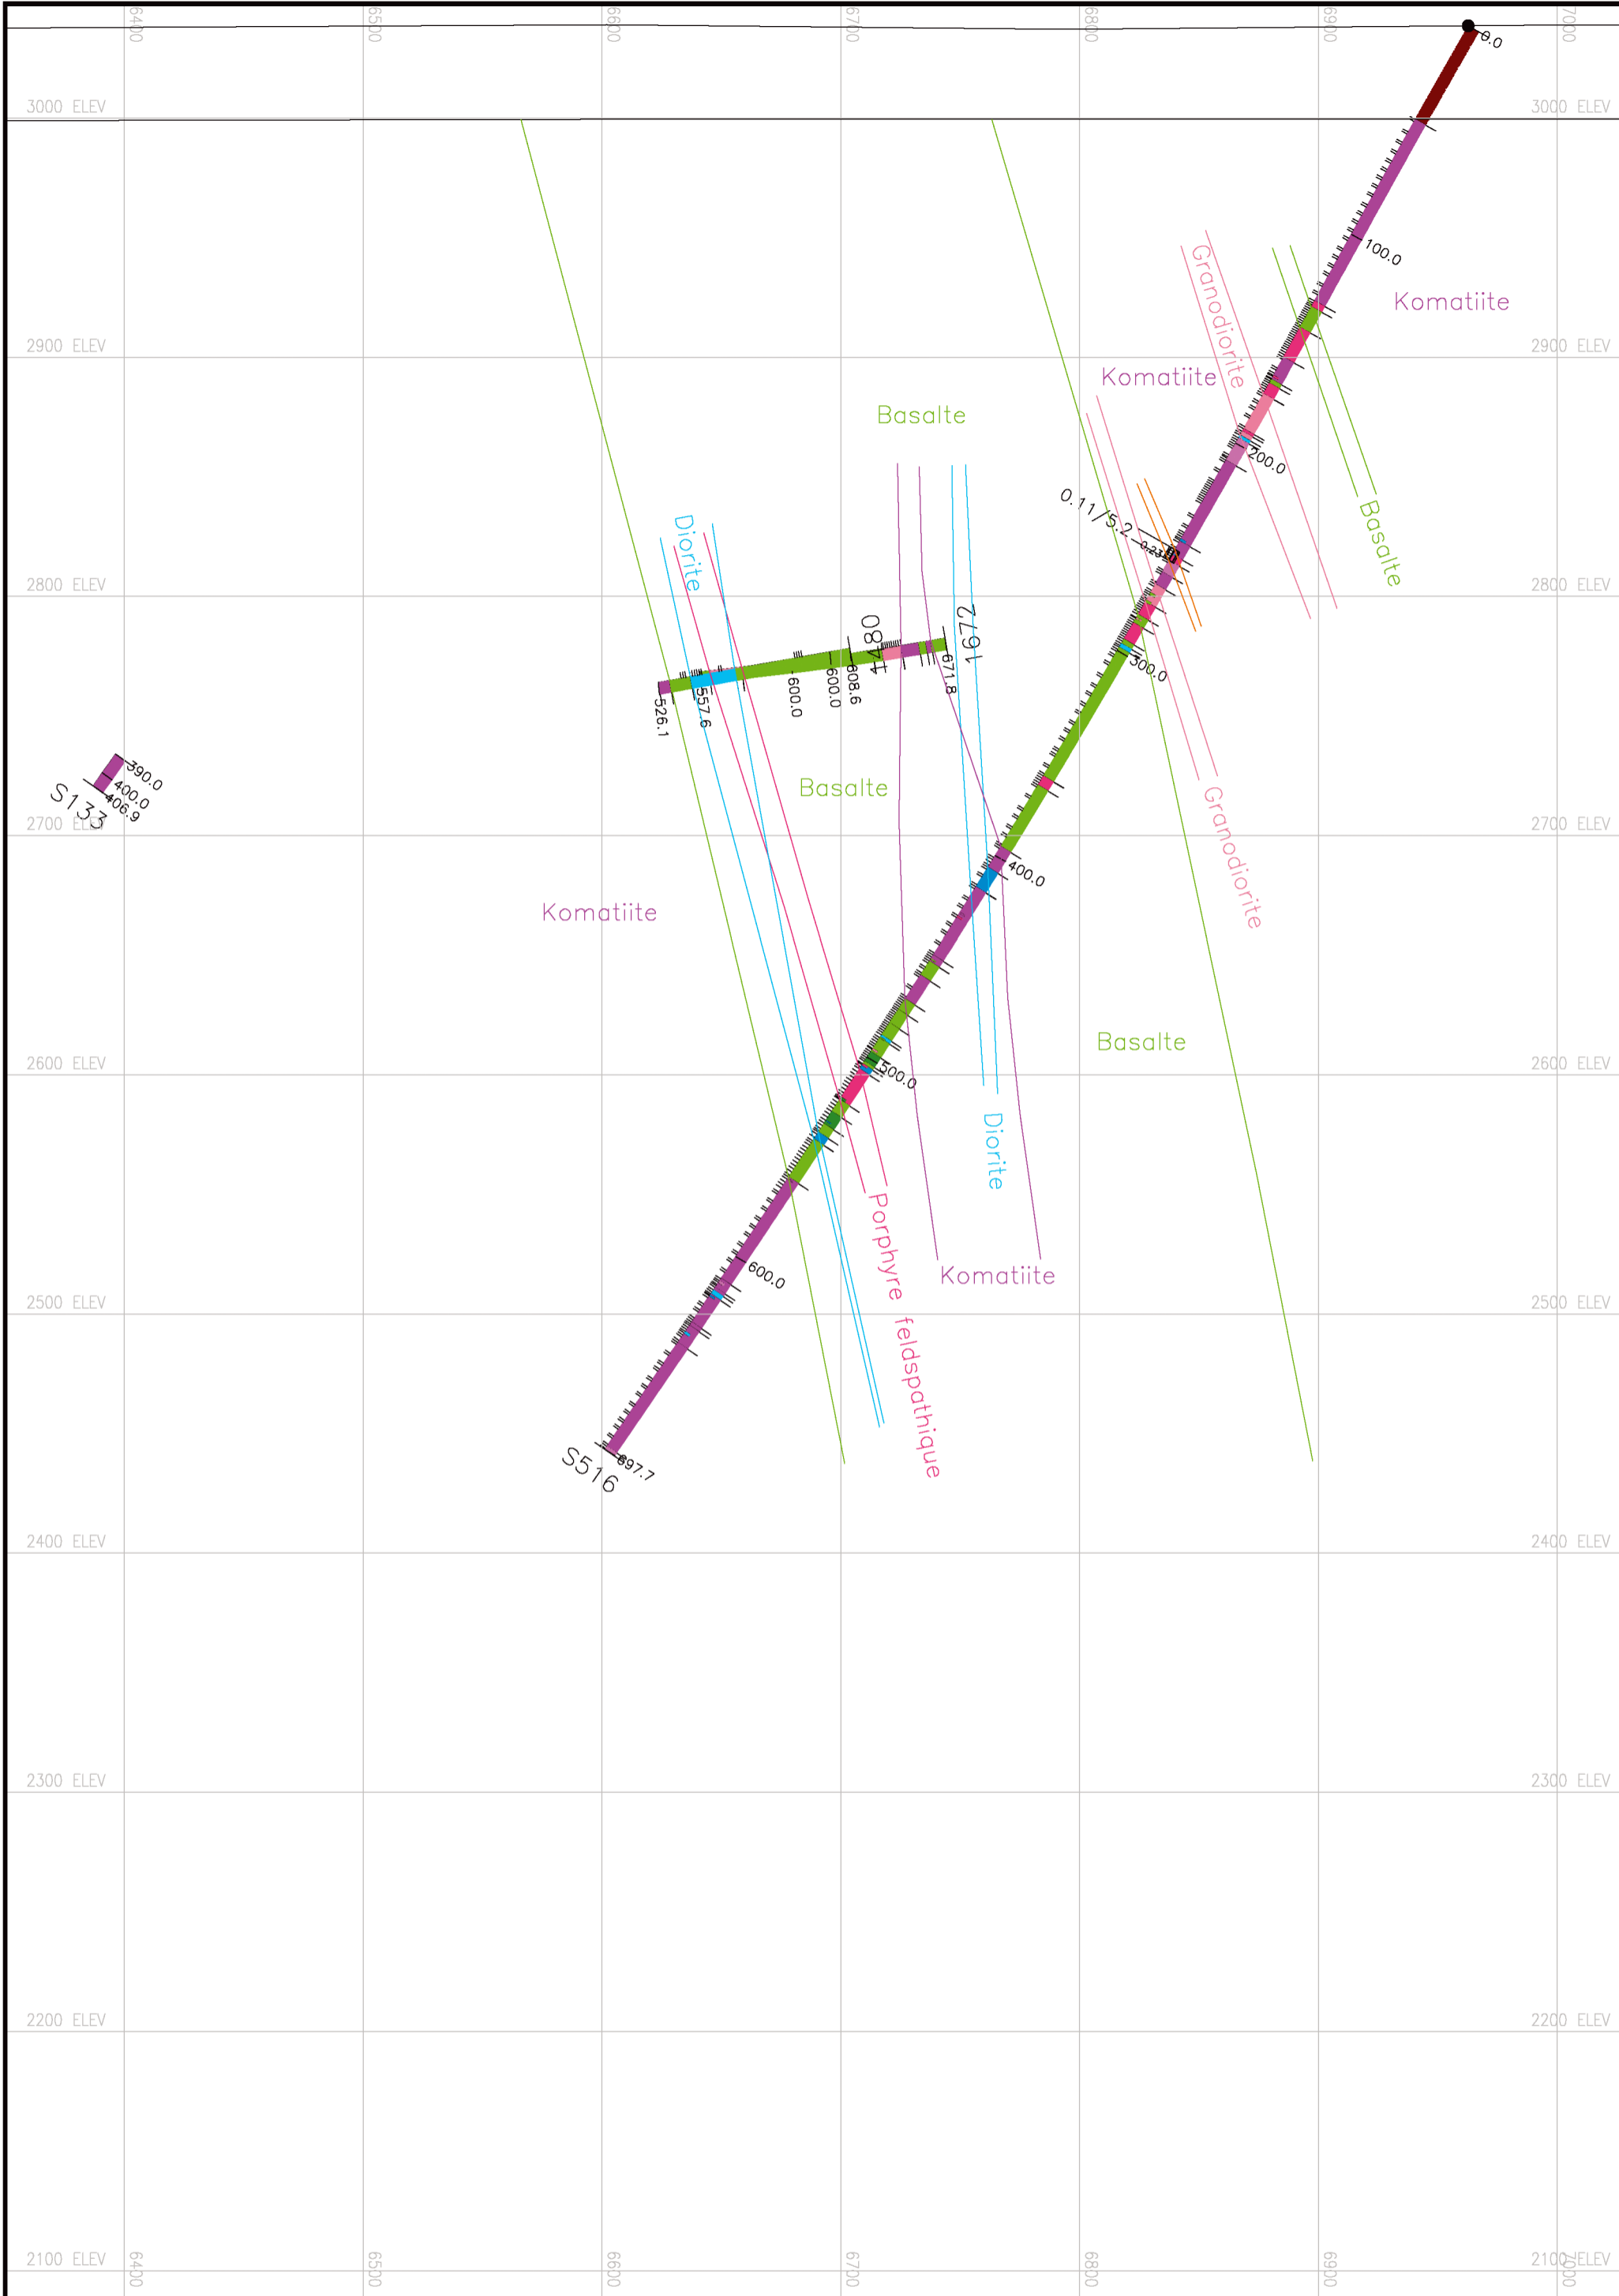 6400
6500
6600
6700
6800
6900
7000
0.0
3000 ELEV
3000 ELEV
100.0
Granodiorite
Komatiite
2900 ELEV
2900 ELEV
Komatiite
Basalte
200.0
0.11/5.2
Basalte
Diorite
2800 ELEV
2800 ELEV
1480
1672
300.0
526.1
557.6
600.0
600.0
608.6
671.8
390.0
400.0
406.9
S133
Basalte
2700 ELEV
2700 ELEV
Granodiorite
400.0
Komatiite
Basalte
500.0
2600 ELEV
2600 ELEV
Diorite
Porphyre feldspathique
600.0
Komatiite
2500 ELEV
2500 ELEV
697.7
S516
2400 ELEV
2400 ELEV
2300 ELEV
2300 ELEV
2200 ELEV
2200 ELEV
2100 ELEV
2100 ELEV
6400
6500
6600
6700
6800
6900
7000